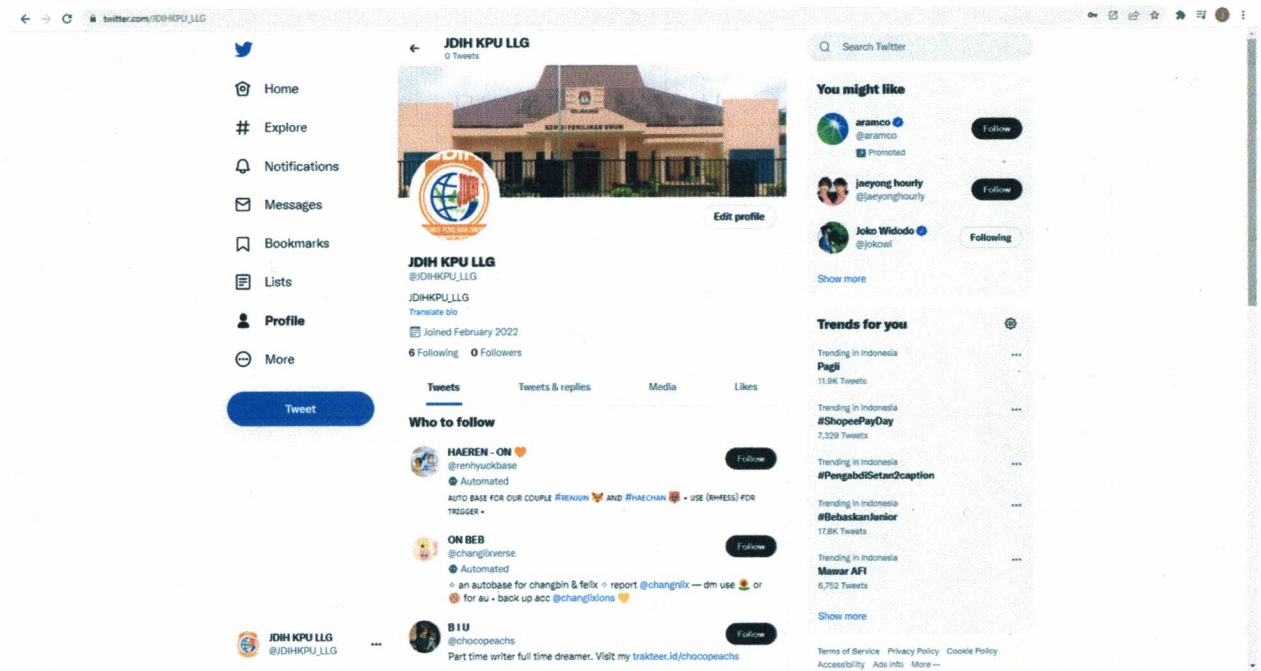 twitter.com/JDIHKPU_LLG
Home
Explore
Notifications
Messages
Bookmarks
Lists
Profile
More
Tweet
JDIH KPU LLG
@JDIHKPU_LLG
JDIH KPU LLG
0 Tweets
KOMISI PEMILIHAN UMUM
JDIH
Edit profile
JDIH KPU LLG
@JDIHKPU_LLG
JDIHKPU_LLG
Translate bio
Joined February 2022
6 Following 0 Followers
Tweets Tweets & replies Media Likes
Who to follow
HAEREN - ON 🧡
@renhyuckbase
Automated
AUTO BASE FOR OUR COUPLE #RENJUN 🦊 AND #HAECHAN 🐻 • USE (RHFESS) FOR
TRIGGER •
Follow
ON BEB
@changlixverse
Automated
✧ an autobase for changbin & felix ✧ report @changnlix — dm use 🌻 or
🍪 for au • back up acc @changlixions 💛
Follow
B I U
@chocopeachs
Part time writer full time dreamer. Visit my trakteer.id/chocopeachs
Follow
Search Twitter
You might like
aramco
@aramco
Promoted
Follow
jaeyong hourly
@jaeyonghourly
Follow
Joko Widodo
@jokowi
Following
Show more
Trends for you
Trending in Indonesia
Pagii
11.9K Tweets
Trending in Indonesia
#ShopeePayDay
7,329 Tweets
Trending in Indonesia
#PengabdiSetan2caption
Trending in Indonesia
#BebaskanJunior
17.8K Tweets
Trending in Indonesia
Mawar AFI
6,752 Tweets
Show more
Terms of Service Privacy Policy Cookie Policy
Accessibility Ads info More ···